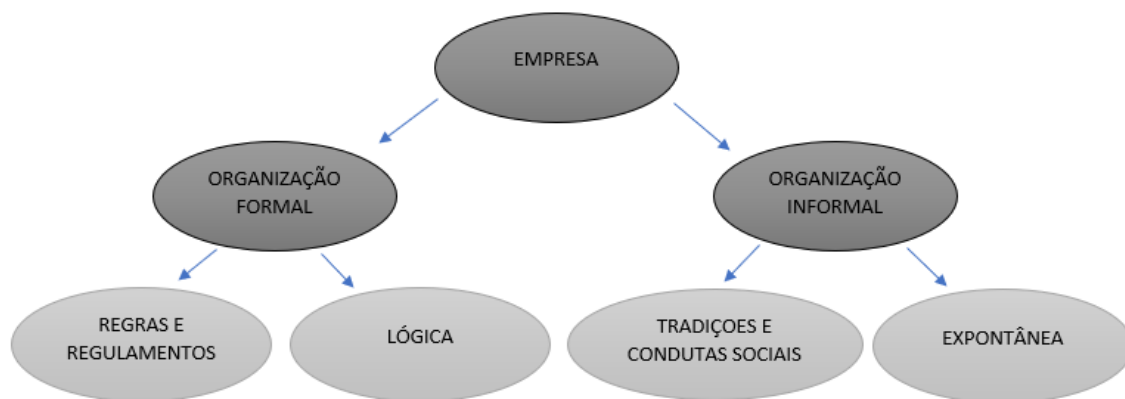 EMPRESA
ORGANIZAÇÃO
FORMAL
ORGANIZAÇÃO
INFORMAL
REGRAS E
REGULAMENTOS
LÓGICA
TRADIÇOES E
CONDUTAS SOCIAIS
EXPONTÂNEA